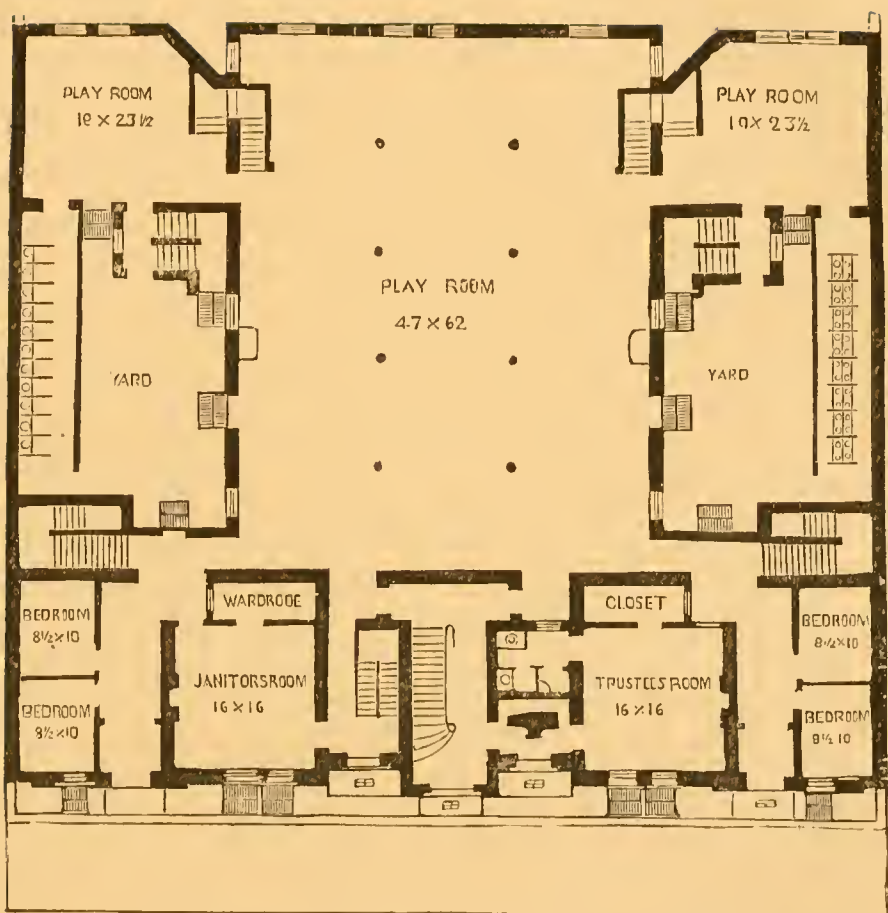 PLAY ROOM
19 × 23½
PLAY ROOM
19 × 23½
PLAY ROOM
47 × 62
YARD
YARD
WARDROBE
CLOSET
BEDROOM
8½×10
BEDROOM
8½×10
JANITORS ROOM
16 × 16
TRUSTEES ROOM
16 × 16
BEDROOM
8½×10
BEDROOM
8½ 10